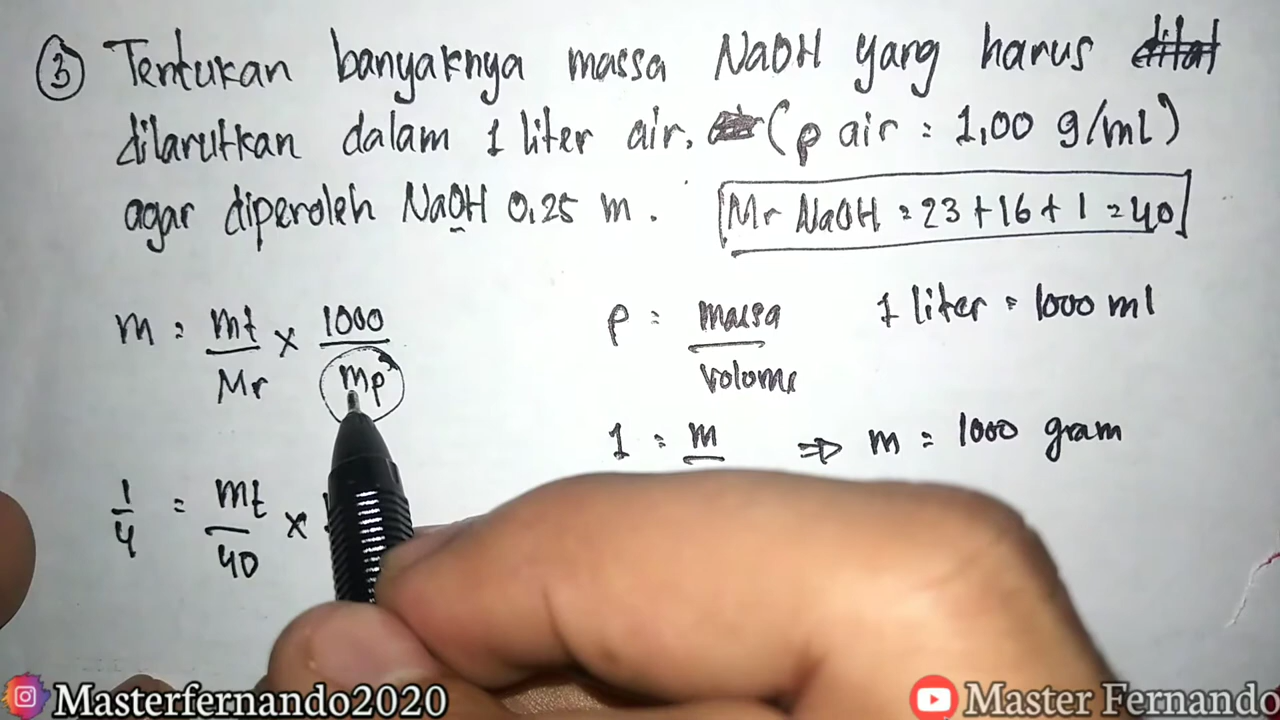 3 Tentukan banyaknya massa NaOH yang harus
dilarutkan dalam 1 liter air. (ρ air = 1,00 g/ml)
agar diperoleh NaOH 0.25 m.
Mr NaOH = 23 + 16 + 1 = 40
m = mt/Mr × 1000/mp
ρ = massa/volome
1 liter = 1000 ml
1 = m ⇒ m = 1000 gram
1/4 = mt/40 ×
Masterfernando2020
Master Fernando